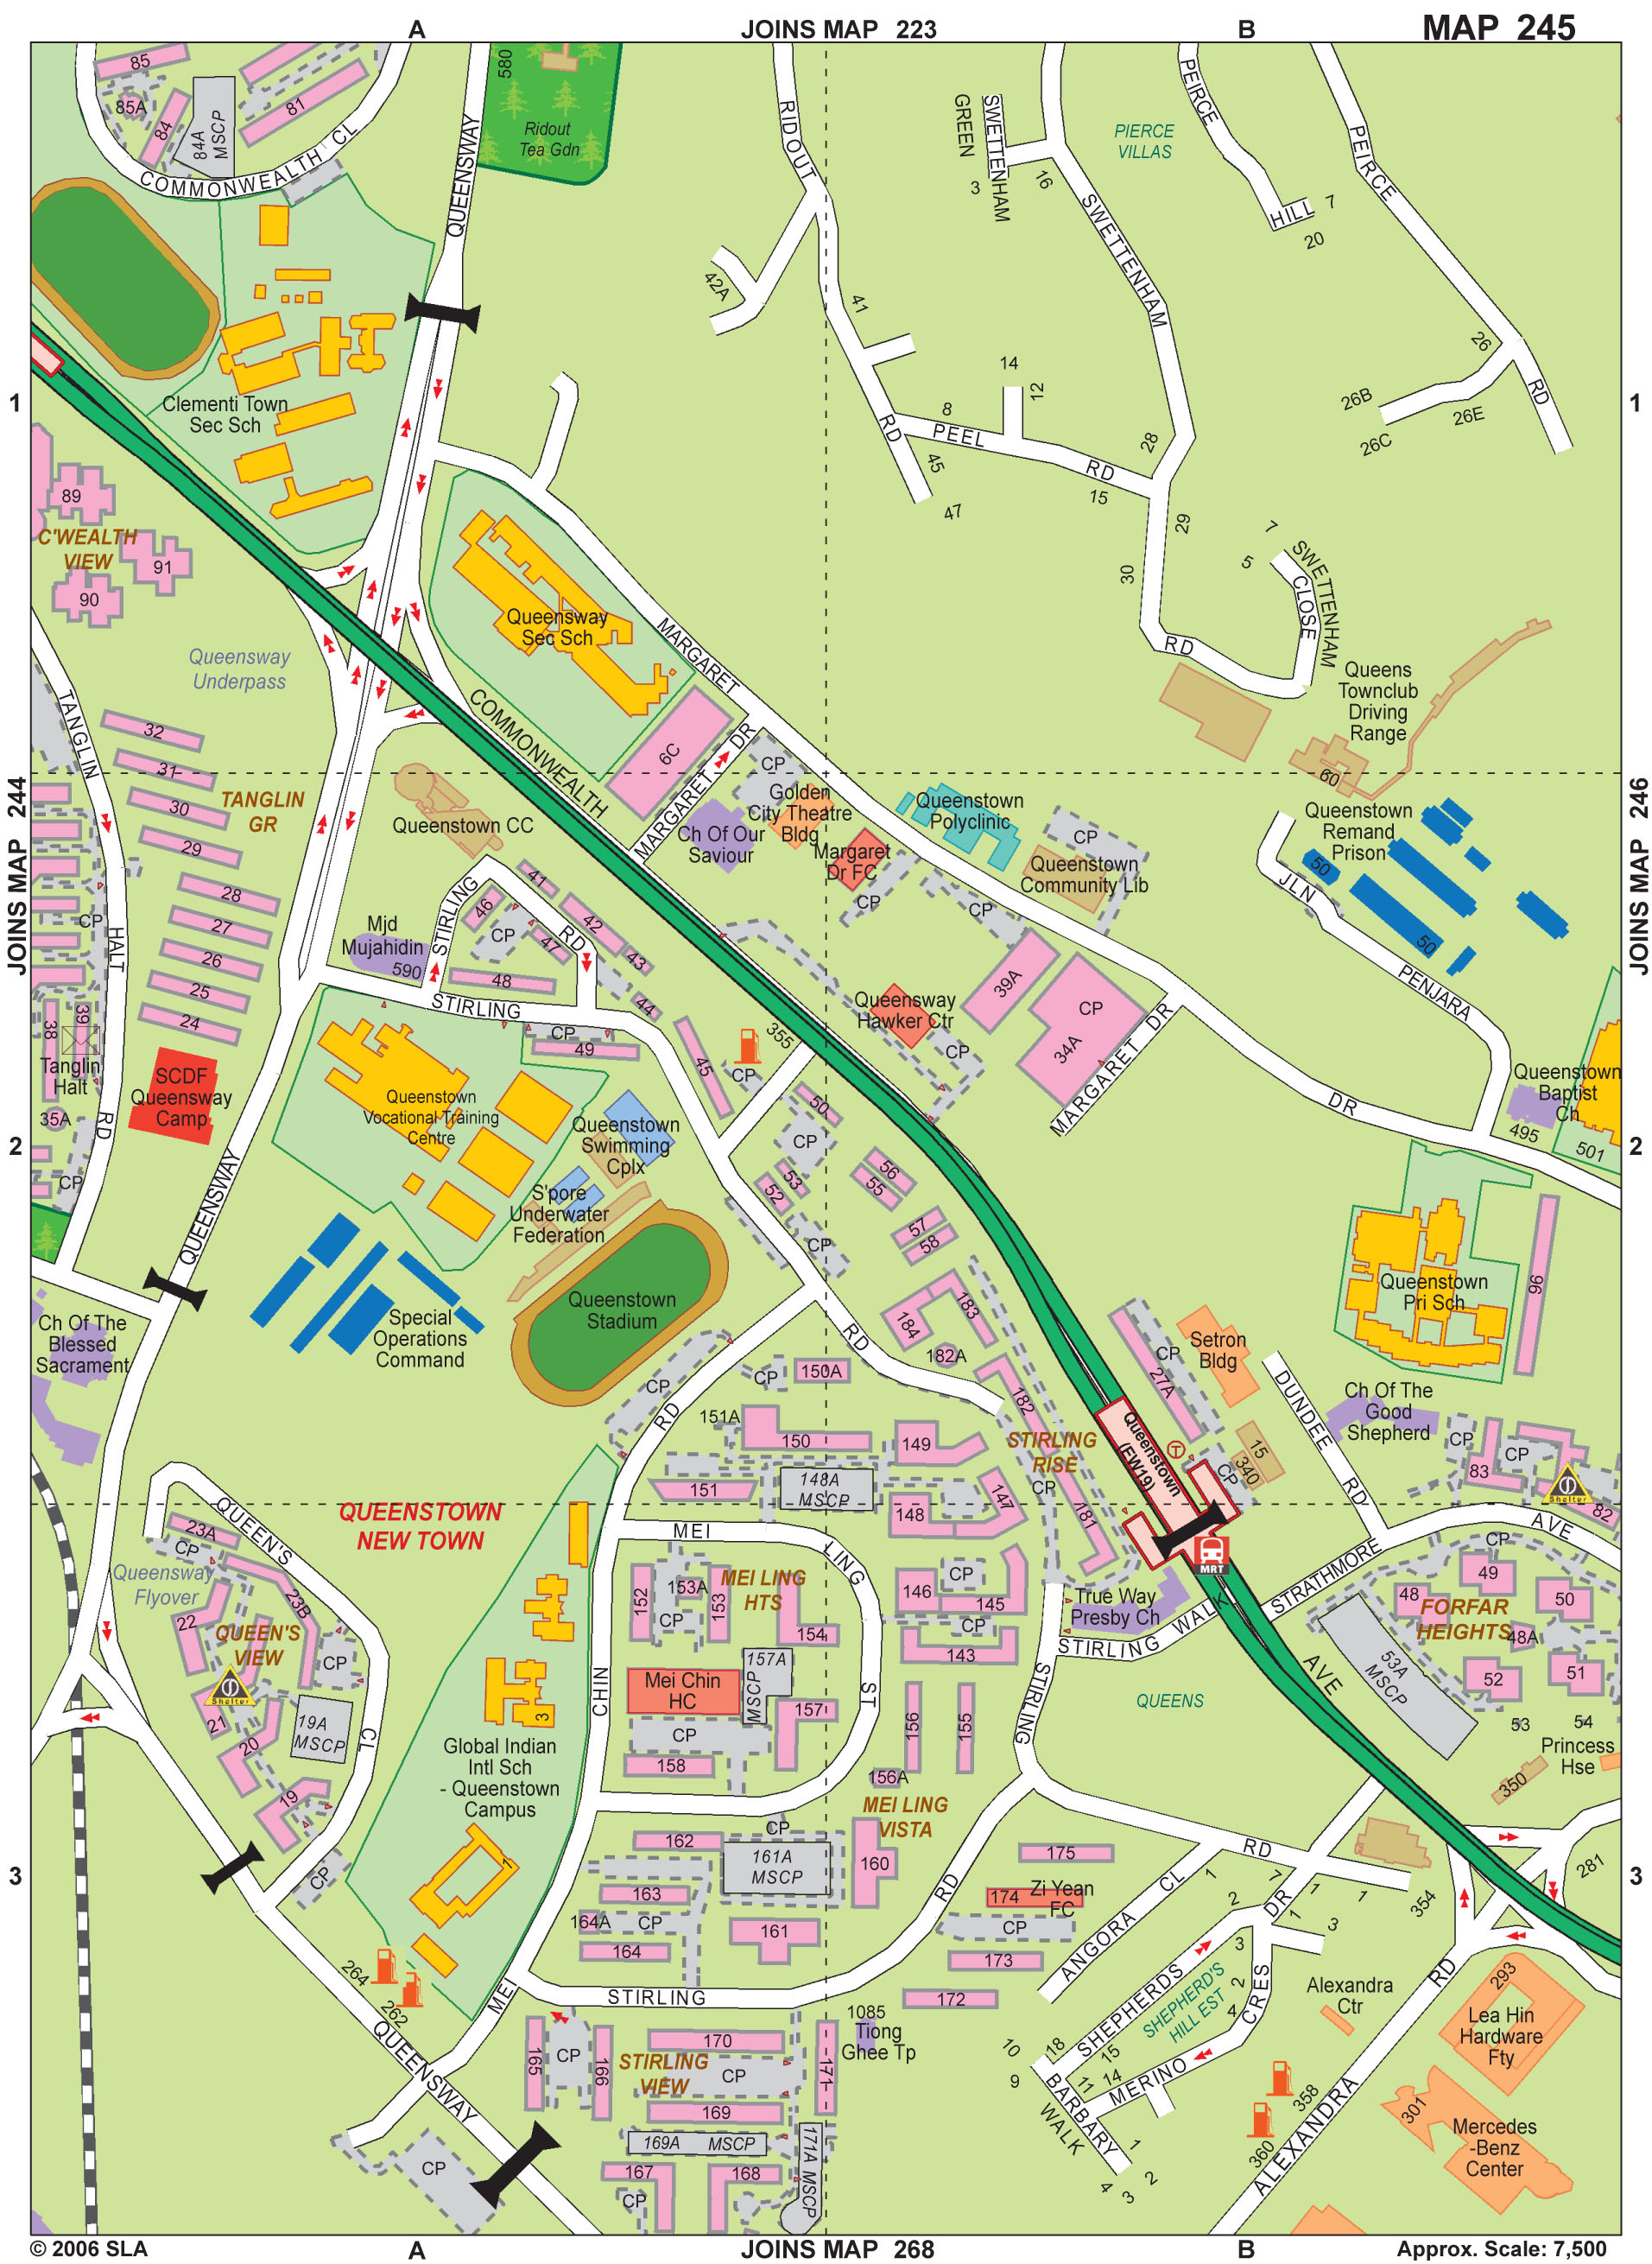 A
JOINS MAP 223
B
MAP 245
85
85A
84
84A
MSCP
81
COMMONWEALTH CL
QUEENSWAY
580
Ridout
Tea Gdn
RIDOUT
RD
42A
41
45
47
SWETTENHAM
GREEN
3
16
SWETTENHAM
RD
PIERCE
VILLAS
PEIRCE
HILL
7
20
PEIRCE
RD
26
26B
26C
26E
14
12
8
PEEL
RD
15
28
29
30
7
5
SWETTENHAM
CLOSE
1
1
Clementi Town
Sec Sch
89
C'WEALTH
VIEW
91
90
Queensway
Underpass
Queensway
Sec Sch
MARGARET
COMMONWEALTH
AVE
6C
MARGARET DR
CP
Queens
Townclub
Driving
Range
60
TANGLIN
HALT
RD
32
31
30
29
28
27
26
25
24
TANGLIN
GR
JOINS MAP 244
JOINS MAP 246
Queenstown CC
Golden
City Theatre
Bldg
Ch Of Our
Saviour
Margaret
Dr FC
CP
Queenstown
Polyclinic
CP
Queenstown
Community Lib
CP
Queenstown
Remand
Prison
50
50
JLN
PENJARA
Mjd
Mujahidin
590
STIRLING
RD
41
46
42
CP
47
43
48
44
STIRLING
CP
49
45
355
CP
39A
CP
34A
Queensway
Hawker Ctr
CP
MARGARET DR
DR
CP
38
39
Tanglin
Halt
35A
CP
SCDF
Queensway
Camp
QUEENSWAY
Queenstown
Vocational Training
Centre
Queenstown
Swimming
Cplx
S'pore
Underwater
Federation
50
CP
53
52
56
55
57
58
CP
Queenstown
Baptist
Ch
495
501
2
2
Queenstown
Pri Sch
96
Ch Of The
Blessed
Sacrament
Special
Operations
Command
Queenstown
Stadium
RD
184
183
182A
182
CP
27A
Setron
Bldg
DUNDEE
RD
Ch Of The
Good
Shepherd
CP
83
CP
Shelter
82
CP
CP
150A
RD
151A
150
149
STIRLING
RISE
CP
Queenstown
(EW19)
T
CP
15
340
151
148A
MSCP
148
147
181
MRT
QUEENSTOWN
NEW TOWN
MEI
LING
ST
QUEEN'S
CL
23A
CP
Queensway
Flyover
23B
22
QUEEN'S
VIEW
CP
Shelter
21
20
19A
MSCP
19
CP
152
153A
CP
153
MEI LING
HTS
154
157A
MSCP
Mei Chin
HC
157
CP
158
CHIN
146
CP
145
CP
143
True Way
Presby Ch
STIRLING WALK
STRATHMORE
AVE
CP
48
49
50
FORFAR
HEIGHTS
48A
53A
MSCP
52
51
53
54
Princess
Hse
350
QUEENS
STIRLING
RD
156
155
156A
MEI LING
VISTA
3
Global Indian
Intl Sch
- Queenstown
Campus
1
162
CP
161A
MSCP
160
163
164A
CP
164
161
175
174
Zi Yean
FC
CP
173
172
RD
ANGORA CL
1
2
7
DR
1
1
1
3
3
354
281
3
3
SHEPHERDS
SHEPHERD'S
HILL EST
2
4
CRES
MERINO
18
15
14
11
10
9
BARBARY
WALK
1
2
3
4
Alexandra
Ctr
358
360
ALEXANDRA
RD
293
Lea Hin
Hardware
Fty
301
Mercedes
-Benz
Center
264
262
QUEENSWAY
MEI
STIRLING
165
CP
166
170
STIRLING
VIEW
CP
169
169A MSCP
167
CP
168
171
171A MSCP
1085
Tiong
Ghee Tp
CP
© 2006 SLA
A
JOINS MAP 268
B
Approx. Scale: 7,500